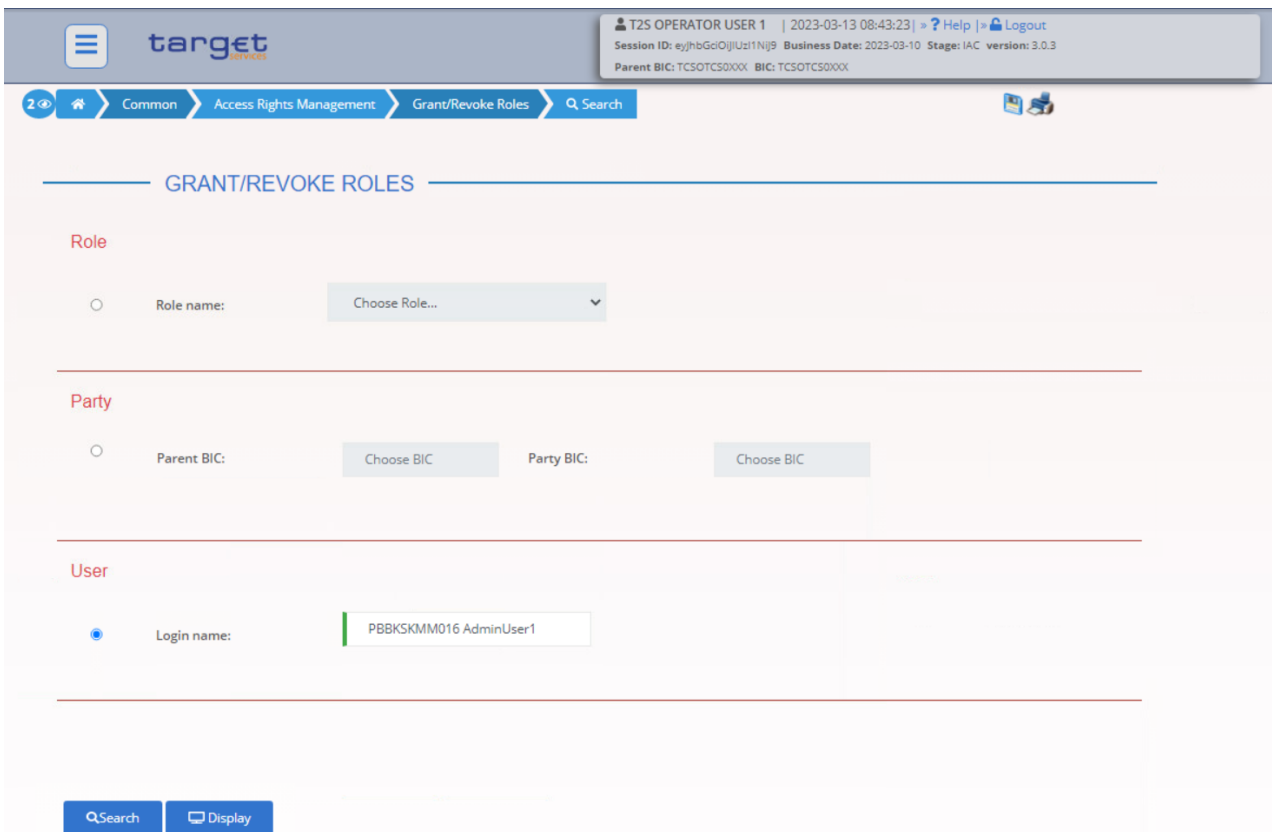 target
services
T2S OPERATOR USER 1 | 2023-03-13 08:43:23| » ? Help |» Logout
Session ID: eyJhbGciOiJIUzI1NiJ9 Business Date: 2023-03-10 Stage: IAC version: 3.0.3
Parent BIC: TCSOTCS0XXX BIC: TCSOTCS0XXX
2 Common Access Rights Management Grant/Revoke Roles Search
GRANT/REVOKE ROLES
Role
Role name: Choose Role...
Party
Parent BIC: Choose BIC Party BIC: Choose BIC
User
Login name: PBBKSKMM016 AdminUser1
Search Display